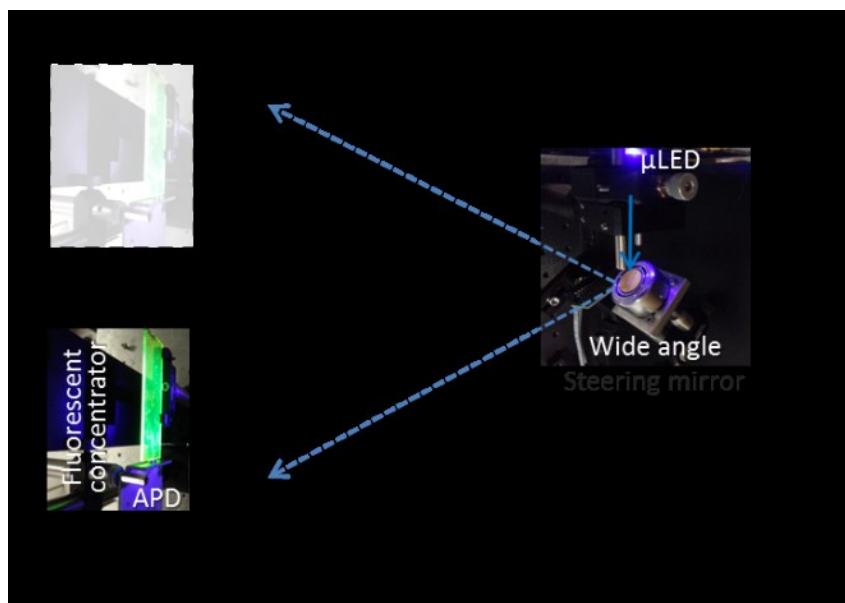 μLED
Wide angle
Steering mirror
Fluorescent
concentrator
APD